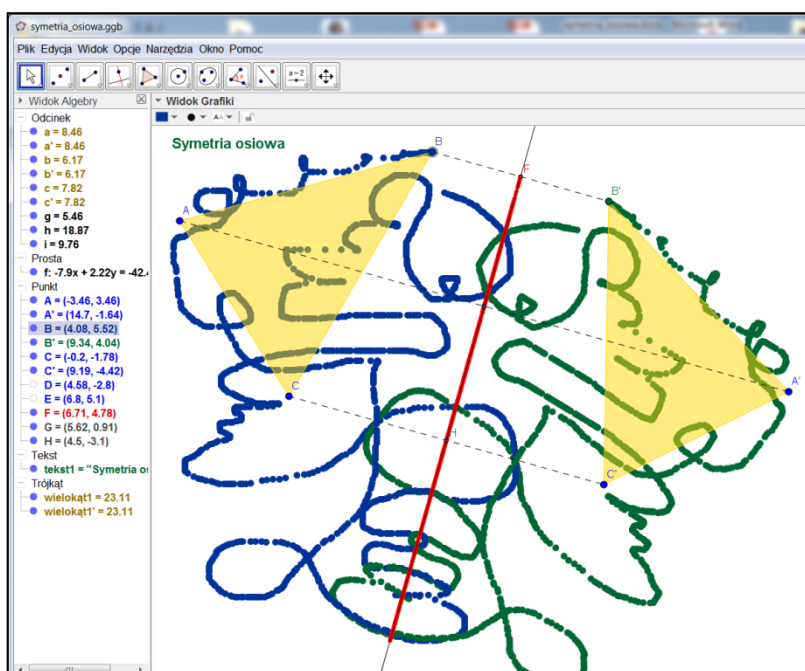 symetria_osiowa.ggb
Plik Edycja Widok Opcje Narzędzia Okno Pomoc
a = 2
Widok Algebry
Widok Grafiki
AA
Odcinek
a = 8.46
a' = 8.46
b = 6.17
b' = 6.17
c = 7.82
c' = 7.82
g = 5.46
h = 18.87
i = 9.76
Prosta
f: -7.9x + 2.22y = -42.4
Punkt
A = (-3.46, 3.46)
A' = (14.7, -1.64)
B = (4.08, 5.52)
B' = (9.34, 4.04)
C = (-0.2, -1.78)
C' = (9.19, -4.42)
D = (4.58, -2.8)
E = (6.8, 5.1)
F = (6.71, 4.78)
G = (5.62, 0.91)
H = (4.5, -3.1)
Tekst
tekst1 = "Symetria os
Trójkąt
wielokąt1 = 23.11
wielokąt1' = 23.11
Symetria osiowa
B
F
B'
A
A'
C
H
C'